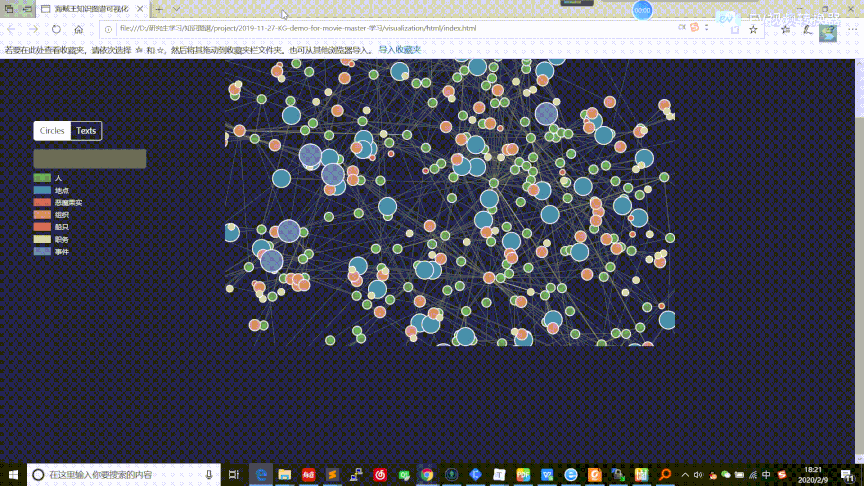 海贼王知识图谱可视化
EV视频转换器
00:00
file:///D:/研究生学习/知识图谱/project/2019-11-27-KG-demo-for-movie-master-学习/visualization/html/index.html
若要在此处查看收藏夹，请依次选择 ☆ 和 ☆，然后将其拖动到收藏夹栏文件夹。也可从其他浏览器导入。 导入收藏夹
Circles Texts
人
地点
恶魔果实
组织
船只
职务
事件
在这里输入你要搜索的内容
中
18:21
2020/2/9